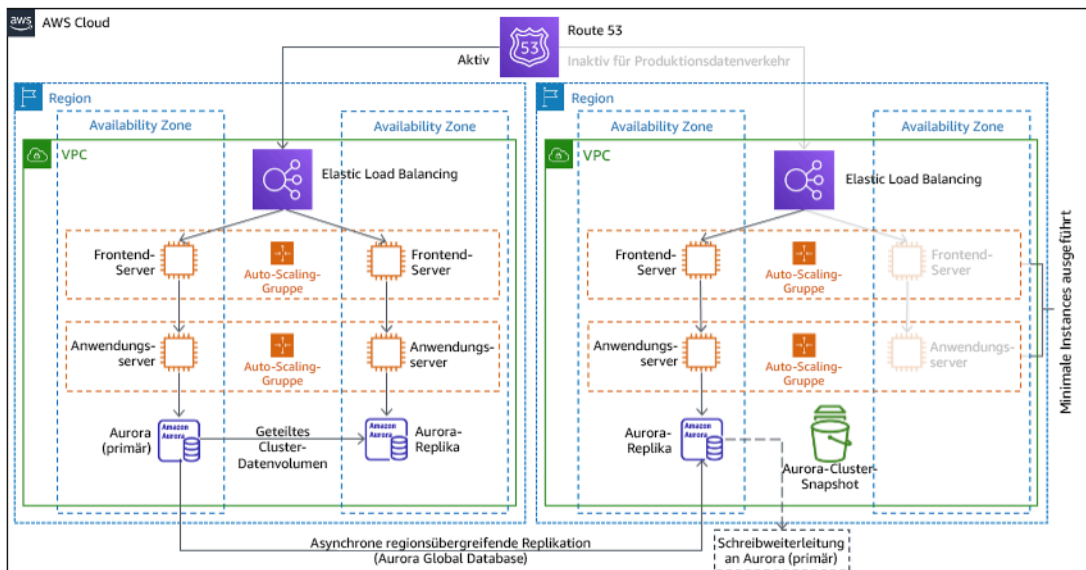 aws
AWS Cloud
53
Route 53
Aktiv
Inaktiv für Produktionsdatenverkehr
Region
Availability Zone
Availability Zone
VPC
Elastic Load Balancing
Frontend-
Server
Auto-Scaling-
Gruppe
Frontend-
Server
Anwendungs-
server
Auto-Scaling-
Gruppe
Anwendungs-
server
Aurora
(primär)
Amazon
Aurora
Geteiltes
Cluster-
Datenvolumen
Amazon
Aurora
Aurora-
Replika
Region
Availability Zone
Availability Zone
VPC
Elastic Load Balancing
Frontend-
Server
Auto-Scaling-
Gruppe
Frontend-
Server
Anwendungs-
server
Auto-Scaling-
Gruppe
Anwendungs-
server
Aurora-
Replika
Amazon
Aurora
Aurora-Cluster-
Snapshot
Minimale Instances ausgeführt
Asynchrone regionsübergreifende Replikation
(Aurora Global Database)
Schreibweiterleitung
an Aurora (primär)